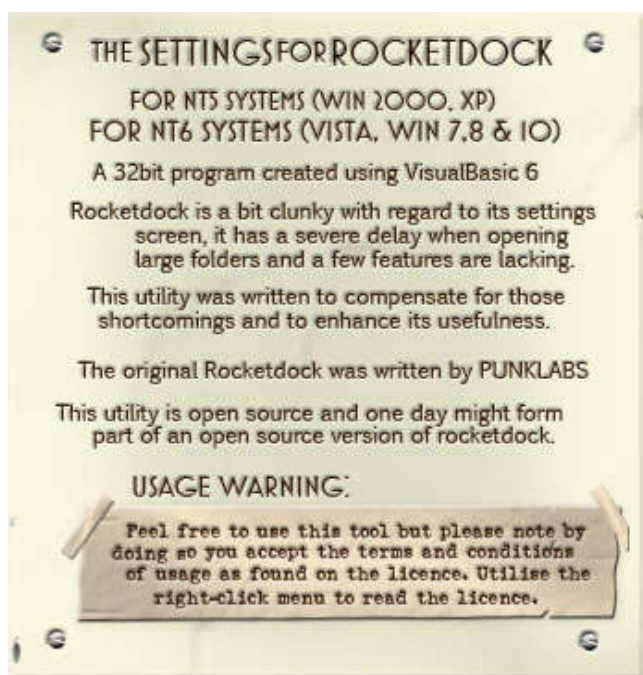 THE SETTINGS FOR ROCKETDOCK
FOR NT5 SYSTEMS (WIN 2000, XP)
FOR NT6 SYSTEMS (VISTA, WIN 7,8 & 10)
A 32bit program created using VisualBasic 6
Rocketdock is a bit clunky with regard to its settings
screen, it has a severe delay when opening
large folders and a few features are lacking.
This utility was written to compensate for those
shortcomings and to enhance its usefulness.
The original Rocketdock was written by PUNKLABS
This utility is open source and one day might form
part of an open source version of rocketdock.
USAGE WARNING:
Feel free to use this tool but please note by
doing so you accept the terms and conditions
of usage as found on the licence. Utilise the
right-click menu to read the licence.